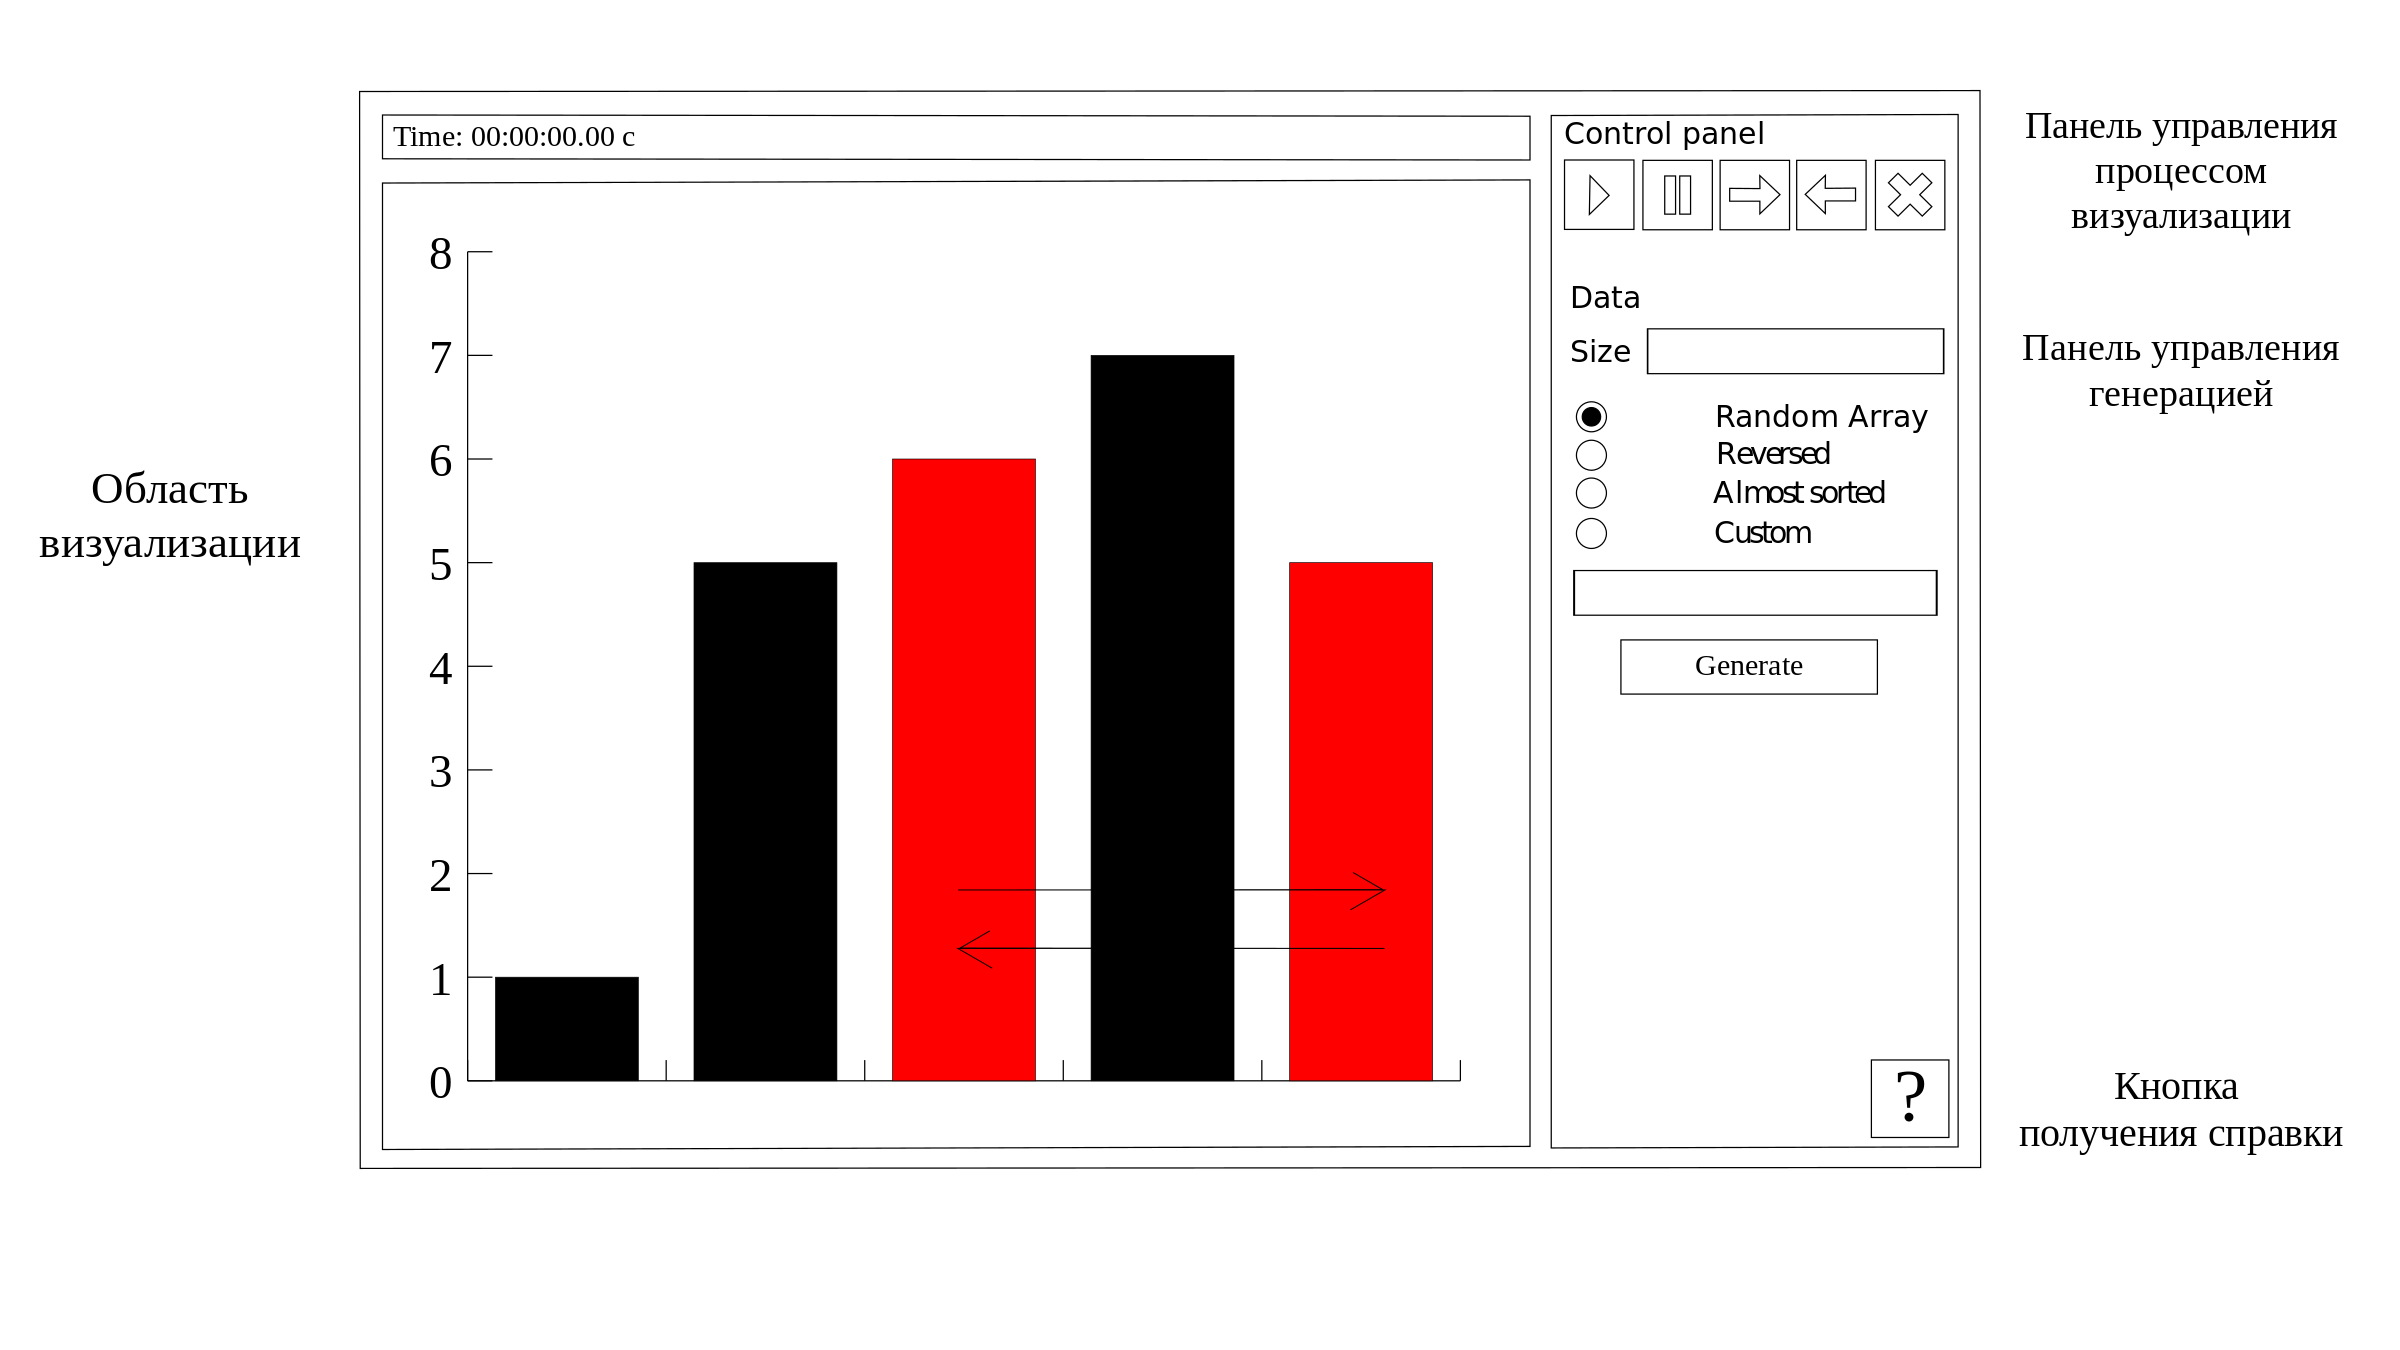 Time: 00:00:00.00 c
Control panel
Панель управления
процессом
визуализации
8
7
6
5
4
3
2
1
0
Data
Size
Панель управления
генерацией
Random Array
Reversed
Almost sorted
Custom
Generate
Область
визуализации
?
Кнопка
получения справки